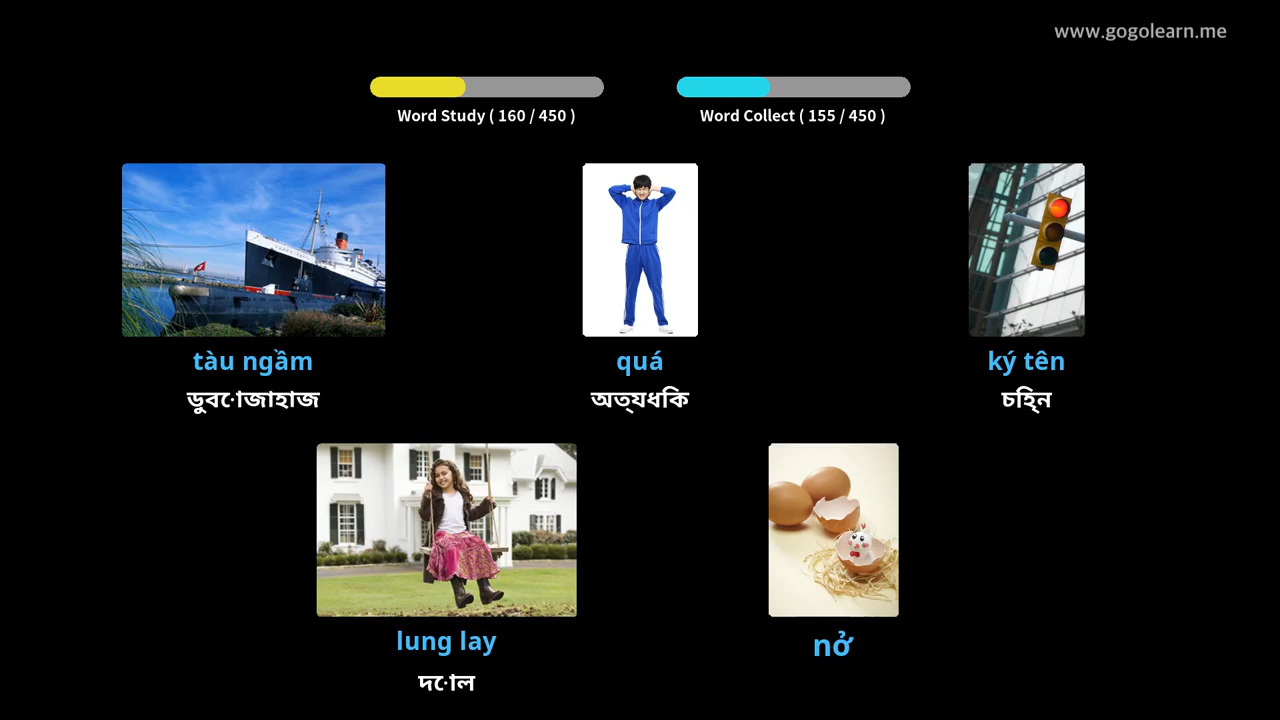 www.gogolearn.me
Word Study ( 160 / 450 )
Word Collect ( 155 / 450 )
tàu ngầm
quá
ký tên
ডুবোজাহাজ
অত্যধিক
চিহ্ন
lung lay
nở
দোল